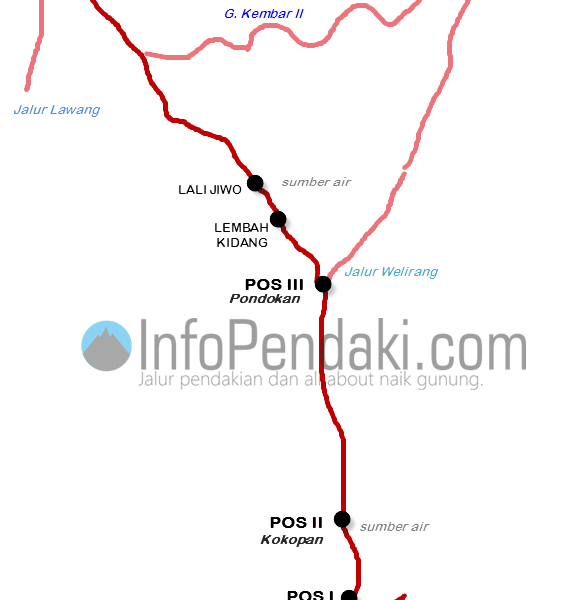 G. Kembar II
Jalur Lawang
LALI JIWO
sumber air
LEMBAH
KIDANG
Jalur Welirang
POS III
Pondokan
InfoPendaki.com
Jalur pendakian dan all about naik gunung.
POS II
sumber air
Kokopan
POS I